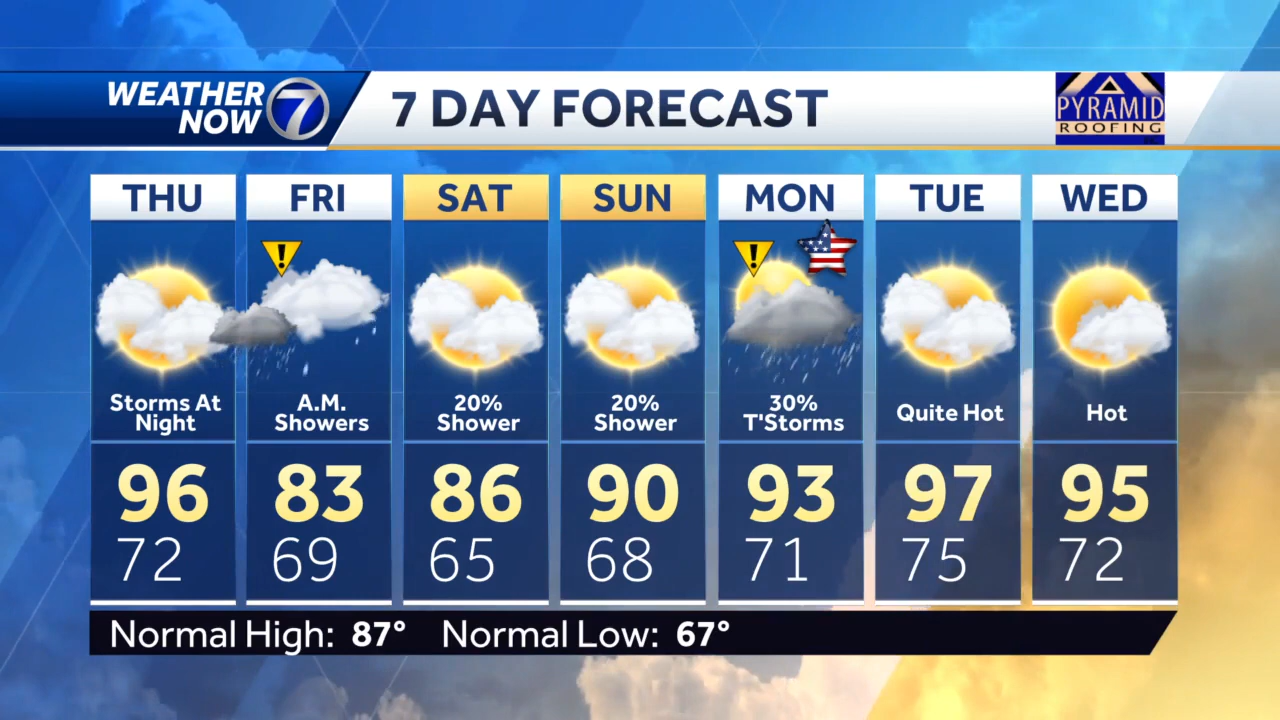 WEATHER
NOW
7
7 DAY FORECAST
PYRAMID
ROOFING
THU
FRI
SAT
SUN
MON
TUE
WED
!
!
Storms At
Night
A.M.
Showers
20%
Shower
20%
Shower
30%
T'Storms
Quite Hot
Hot
96
83
86
90
93
97
95
72
69
65
68
71
75
72
Normal High: 87° Normal Low: 67°